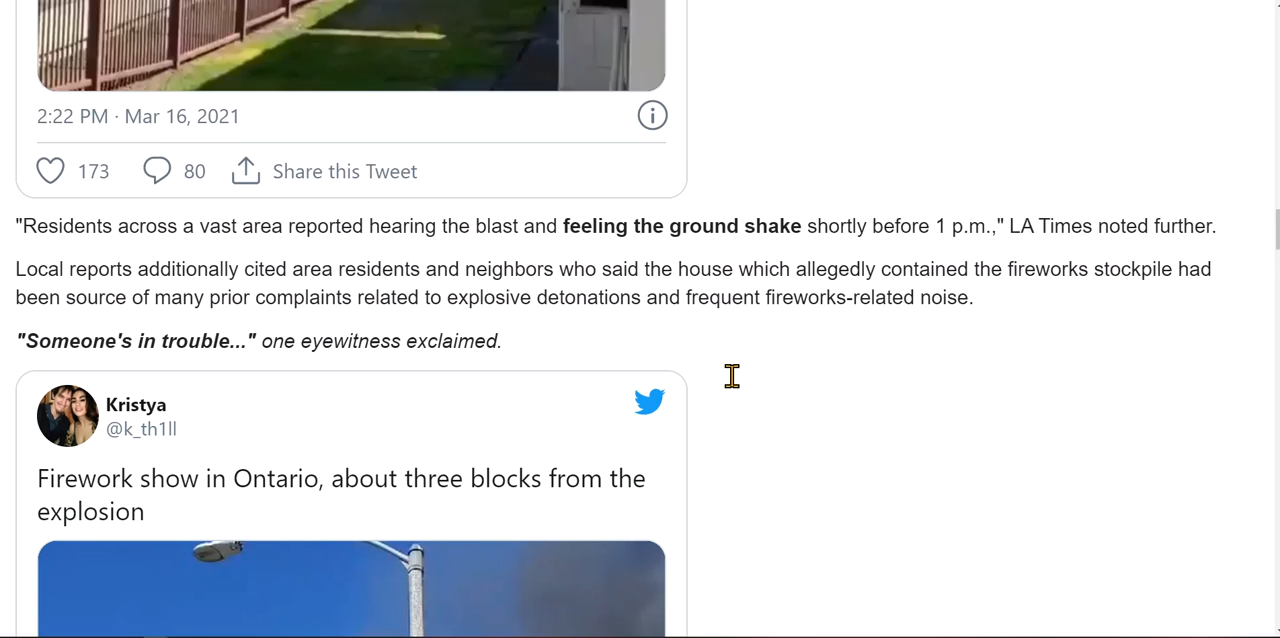 2:22 PM · Mar 16, 2021
173 80 Share this Tweet
"Residents across a vast area reported hearing the blast and feeling the ground shake shortly before 1 p.m.," LA Times noted further.
Local reports additionally cited area residents and neighbors who said the house which allegedly contained the fireworks stockpile had
been source of many prior complaints related to explosive detonations and frequent fireworks-related noise.
"Someone's in trouble..." one eyewitness exclaimed.
Kristya
@k_th1ll
Firework show in Ontario, about three blocks from the
explosion